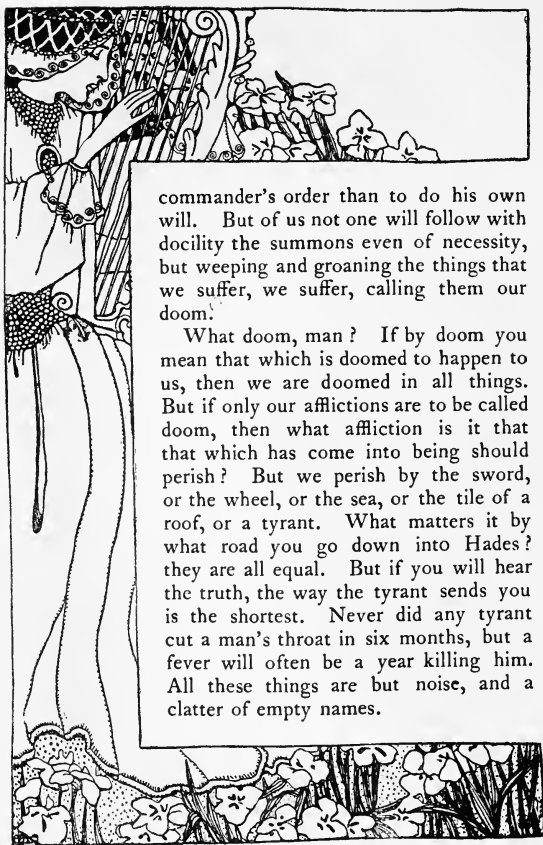 commander's order than to do his own
will. But of us not one will follow with
docility the summons even of necessity,
but weeping and groaning the things that
we suffer, we suffer, calling them our
doom.
What doom, man ? If by doom you
mean that which is doomed to happen to
us, then we are doomed in all things.
But if only our afflictions are to be called
doom, then what affliction is it that
that which has come into being should
perish ? But we perish by the sword,
or the wheel, or the sea, or the tile of a
roof, or a tyrant. What matters it by
what road you go down into Hades ?
they are all equal. But if you will hear
the truth, the way the tyrant sends you
is the shortest. Never did any tyrant
cut a man's throat in six months, but a
fever will often be a year killing him.
All these things are but noise, and a
clatter of empty names.